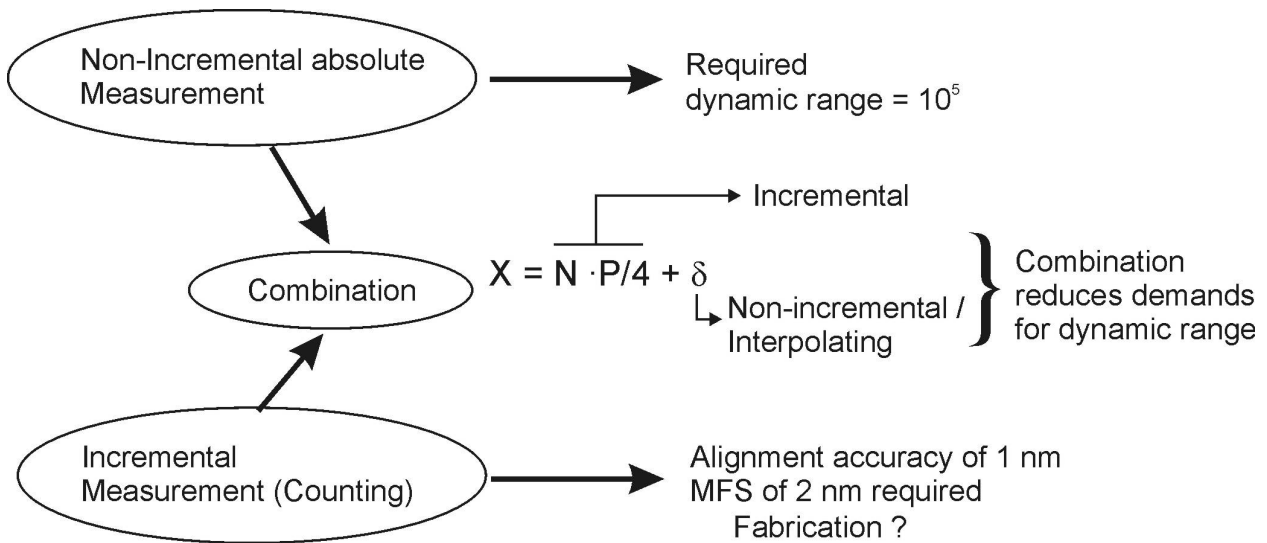 Non-Incremental absolute
Measurement
Required
dynamic range = 10⁵
Incremental
Combination
X = N ·P/4 + δ
Non-incremental /
Interpolating
Combination
reduces demands
for dynamic range
Incremental
Measurement (Counting)
Alignment accuracy of 1 nm
MFS of 2 nm required
Fabrication ?